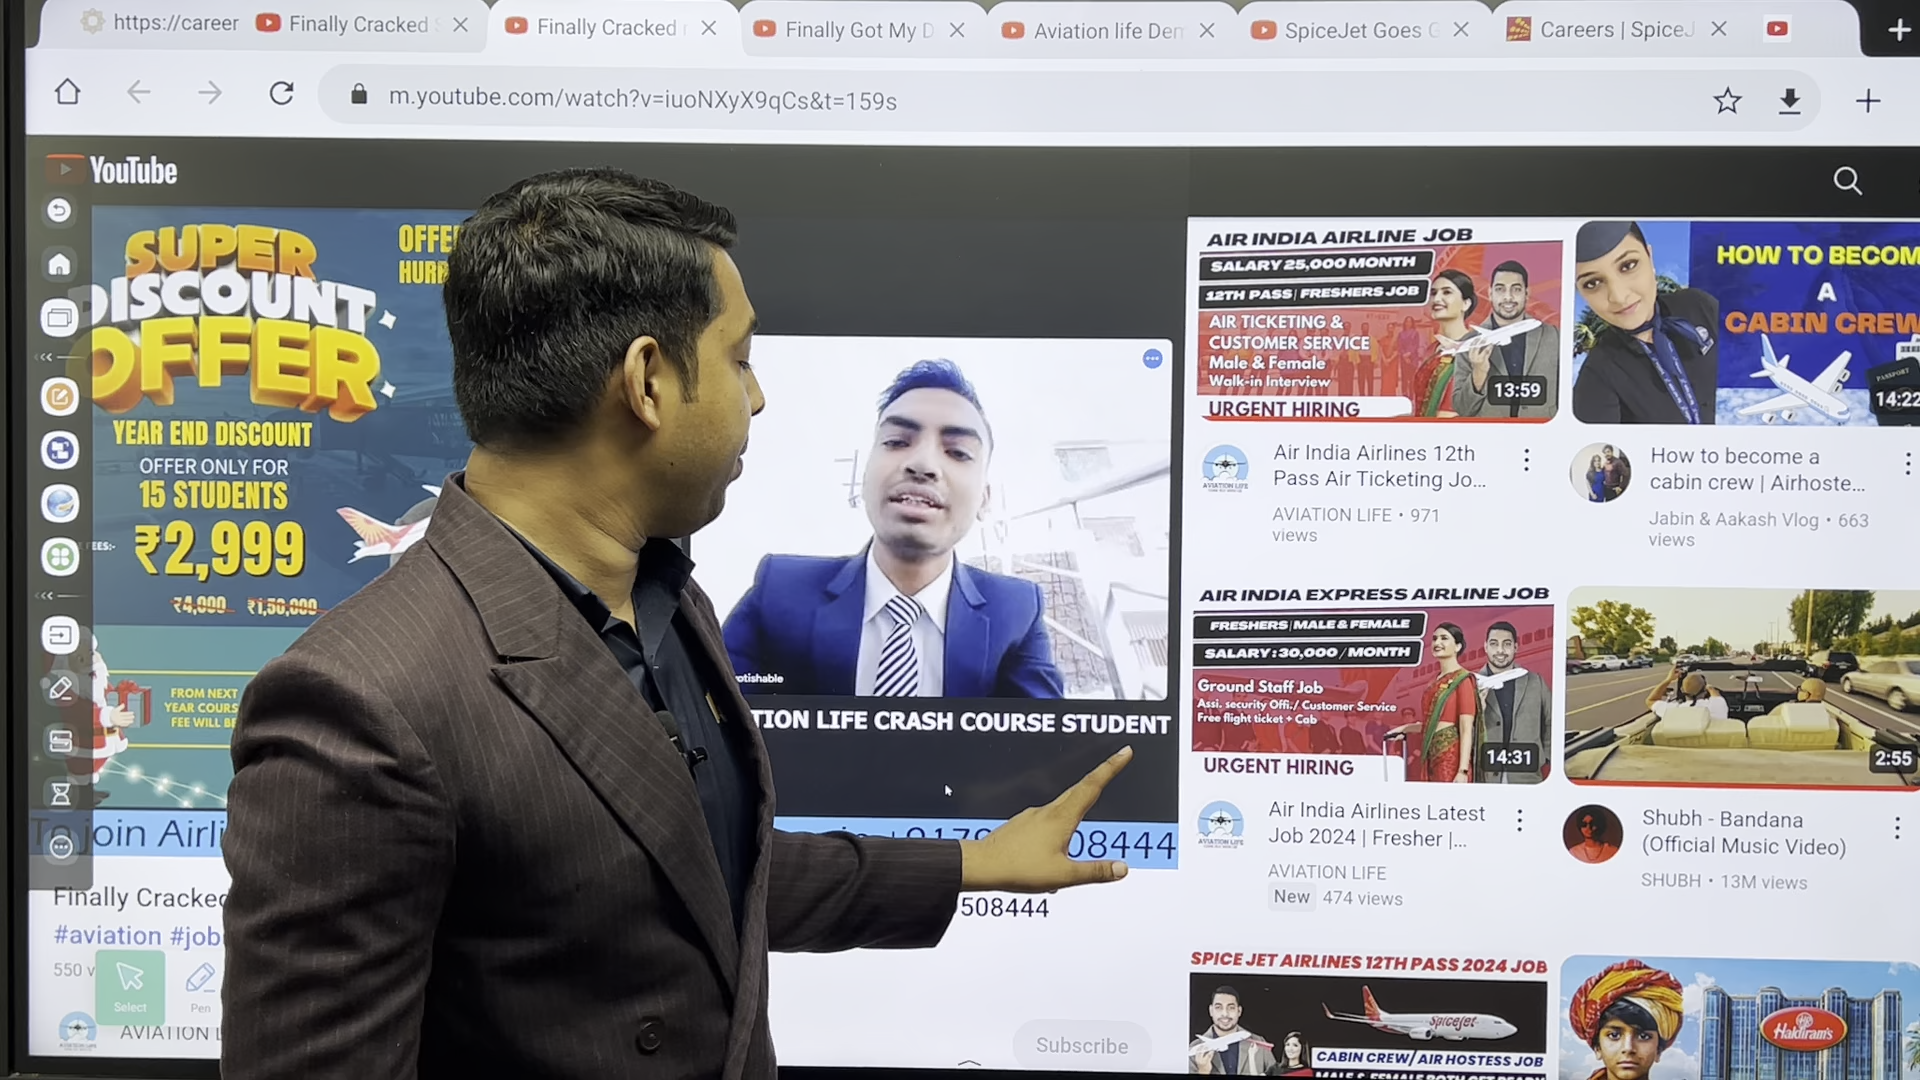 https://career
Finally Cracked
Finally Cracked
Finally Got My D
Aviation life Dem
SpiceJet Goes G
Careers | SpiceJ
m.youtube.com/watch?v=iuoNXyX9qCs&t=159s
YouTube
SUPER
DISCOUNT
OFFER
YEAR END DISCOUNT
OFFER ONLY FOR
15 STUDENTS
FEES:-
₹2,999
₹4,000 ₹1,50,000
FROM NEXT
YEAR COURS
FEE WILL BE
TION LIFE CRASH COURSE STUDENT
To join Airli
08444
Finally Cracked
508444
#aviation #job
550 v
Select
Pen
AVIATION L
Subscribe
AIR INDIA AIRLINE JOB
SALARY 25,000 MONTH
12TH PASS | FRESHERS JOB
AIR TICKETING &
CUSTOMER SERVICE
Male & Female
Walk-in Interview
URGENT HIRING
13:59
Air India Airlines 12th
Pass Air Ticketing Jo...
AVIATION LIFE • 971
views
HOW TO BECOM
A
CABIN CREW
PASSPORT
14:22
How to become a
cabin crew | Airhoste...
Jabin & Aakash Vlog • 663
views
AIR INDIA EXPRESS AIRLINE JOB
FRESHERS | MALE & FEMALE
SALARY : 30,000 / MONTH
Ground Staff Job
Assi. security Offi./ Customer Service
Free flight ticket + Cab
URGENT HIRING
14:31
Air India Airlines Latest
Job 2024 | Fresher |...
AVIATION LIFE
New 474 views
2:55
Shubh - Bandana
(Official Music Video)
SHUBH • 13M views
SPICE JET AIRLINES 12TH PASS 2024 JOB
SpiceJet
CABIN CREW/ AIR HOSTESS JOB
Haldiram's